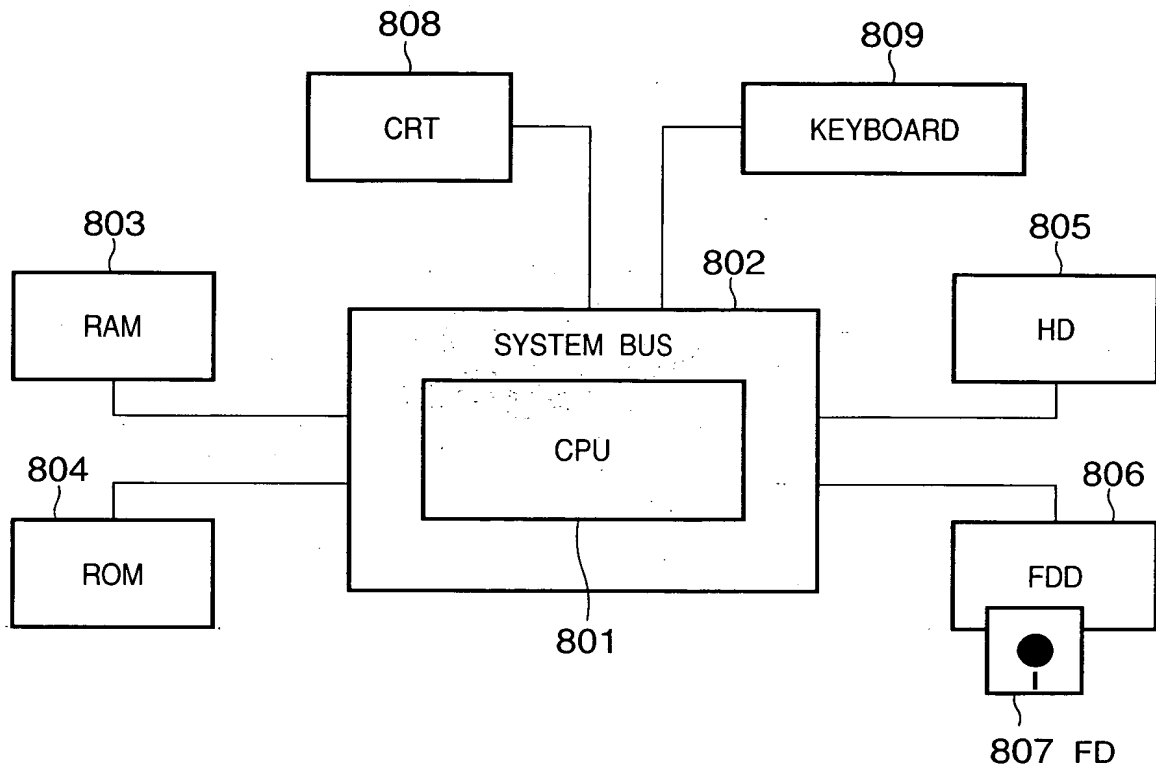 808
809
CRT
KEYBOARD
803
802
805
RAM
SYSTEM BUS
HD
CPU
804
806
ROM
FDD
801
807 FD